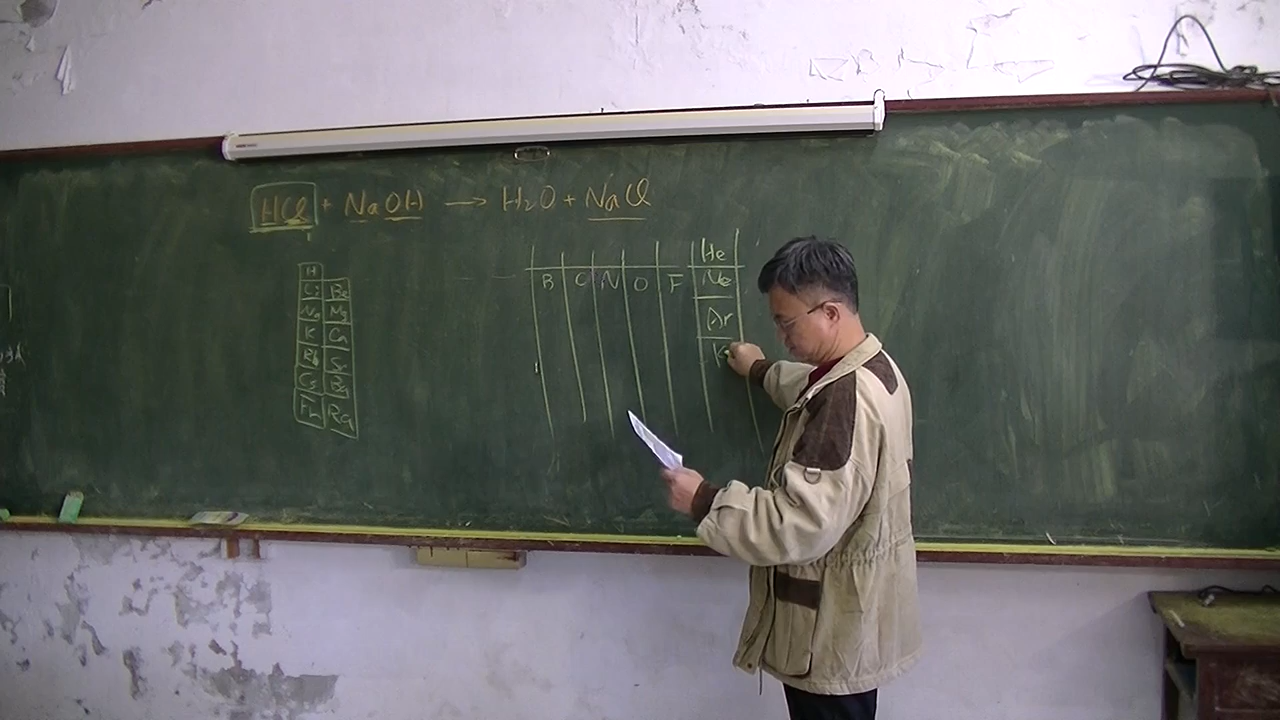 HCl + NaOH → H2O + NaCl
H
Li Be
Na Mg
K Ca
Rb Sr
Cs Ba
Fr Ra
He
B C N O F Ne
Ar
K